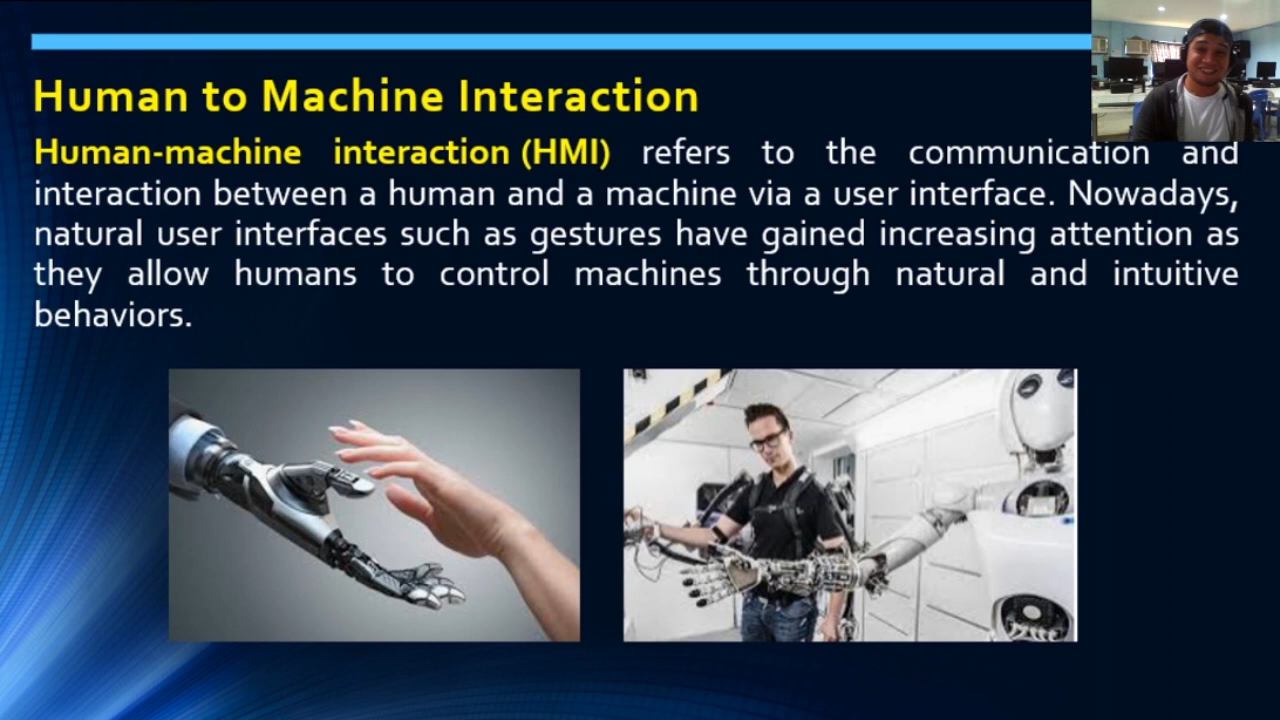 Human to Machine Interaction
Human-machine interaction (HMI) refers to the communication and
interaction between a human and a machine via a user interface. Nowadays,
natural user interfaces such as gestures have gained increasing attention as
they allow humans to control machines through natural and intuitive
behaviors.